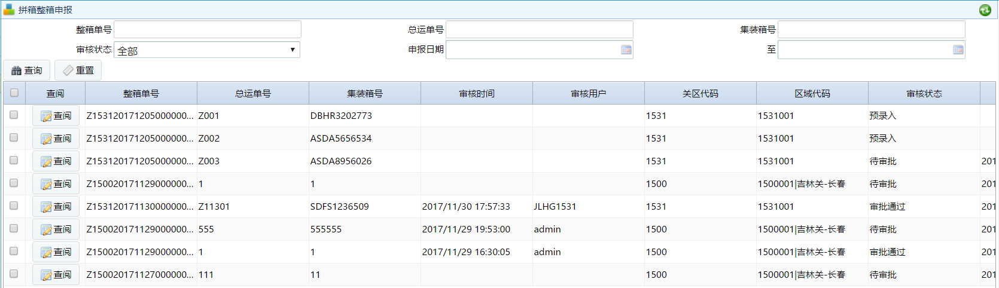 拼箱整箱申报
整箱单号 总运单号 集装箱号
审核状态 全部 申报日期 至
查询 重置
查阅 整箱单号 总运单号 集装箱号 审核时间 审核用户 关区代码 区域代码 审核状态
查阅 Z153120171205000000... Z001 DBHR3202773 1531 1531001 预录入
查阅 Z153120171205000000... Z002 ASDA5656534 1531 1531001 预录入
查阅 Z153120171205000000... Z003 ASDA8956026 1531 1531001 待审批 201
查阅 Z150020171129000000... 1 1 1500 1500001|吉林关-长春 待审批 201
查阅 Z153120171130000000... Z11301 SDFS1236509 2017/11/30 17:57:33 JLHG1531 1531 1531001 审批通过 201
查阅 Z150020171129000000... 555 555555 2017/11/29 19:53:00 admin 1500 1500001|吉林关-长春 待审批 201
查阅 Z150020171129000000... 1 1 2017/11/29 16:30:05 admin 1500 1500001|吉林关-长春 审批通过 201
查阅 Z150020171127000000... 111 11 1500 1500001|吉林关-长春 待审批 201